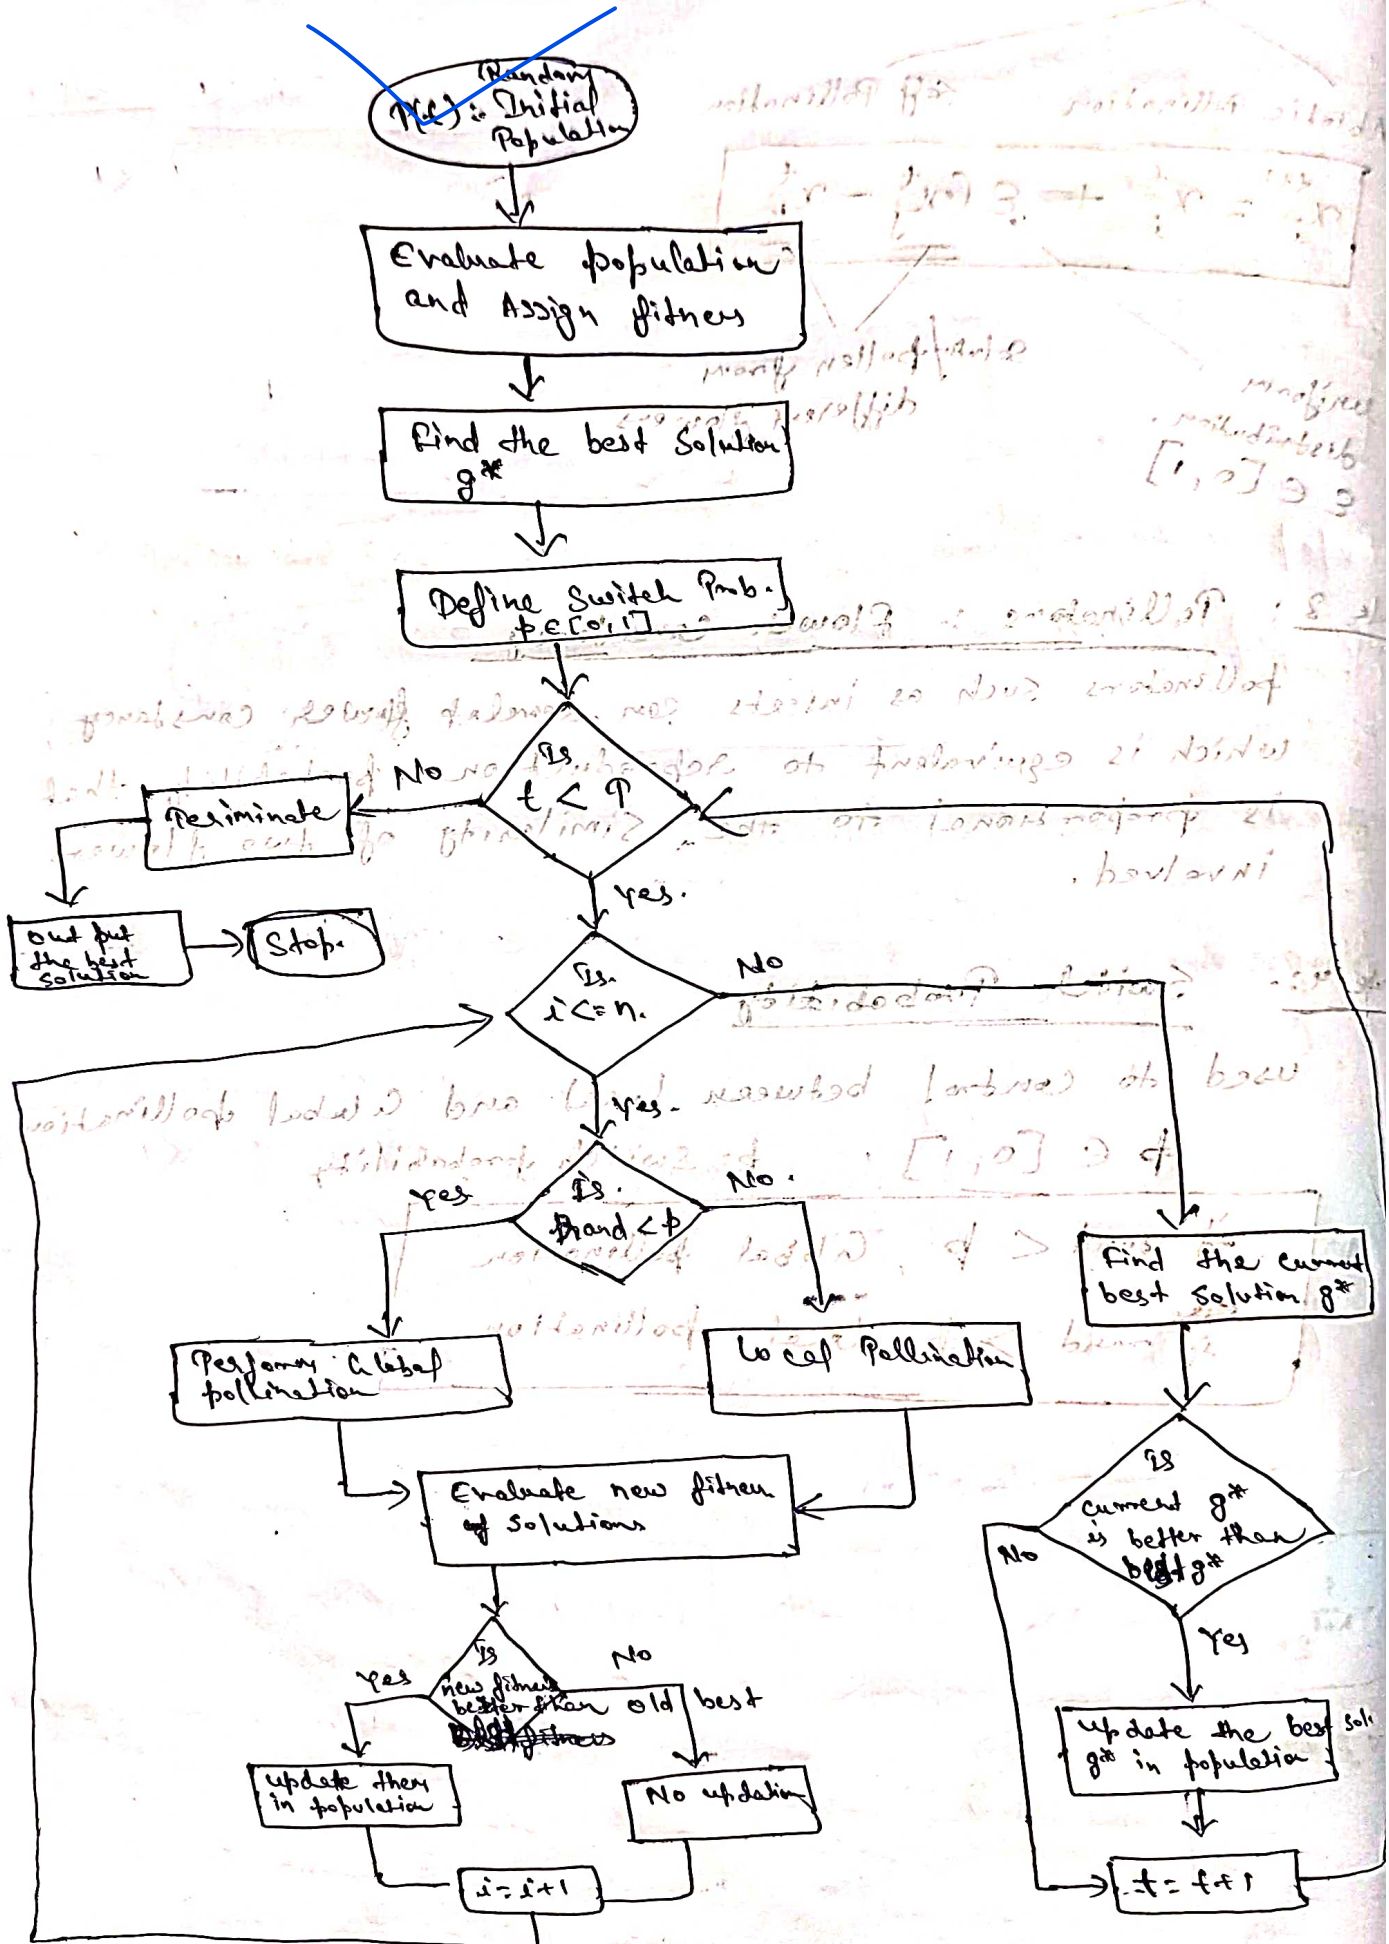 Random
P(t) : Initial
Population
Evaluate population
and Assign fitness
Find the best Solution
g*
Define Switch Prob.
p ∈ [0,1]
Is
t < T
No
Teriminate
Yes.
out put
the best
solution
Stop.
Is.
i <= n.
No
Yes.
Is.
rand < p
Yes
No.
Find the current
best solution g*
Perform Global
pollination
Local Pollination
Evaluate new fitness
of solutions
Is
current g*
is better than
best g*
No
Yes
Is
new fitness
better than old best
Yes
No
update the best soln
g* in population
update them
in population
No updation
i = i+1
t = t+1